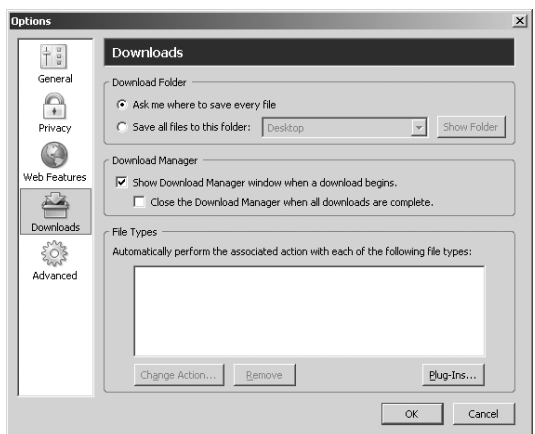 Options
General
Privacy
Web Features
Downloads
Advanced
Downloads
Download Folder
Ask me where to save every file
Save all files to this folder: Desktop Show Folder
Download Manager
Show Download Manager window when a download begins.
Close the Download Manager when all downloads are complete.
File Types
Automatically perform the associated action with each of the following file types:
Change Action... Remove Plug-Ins...
OK Cancel